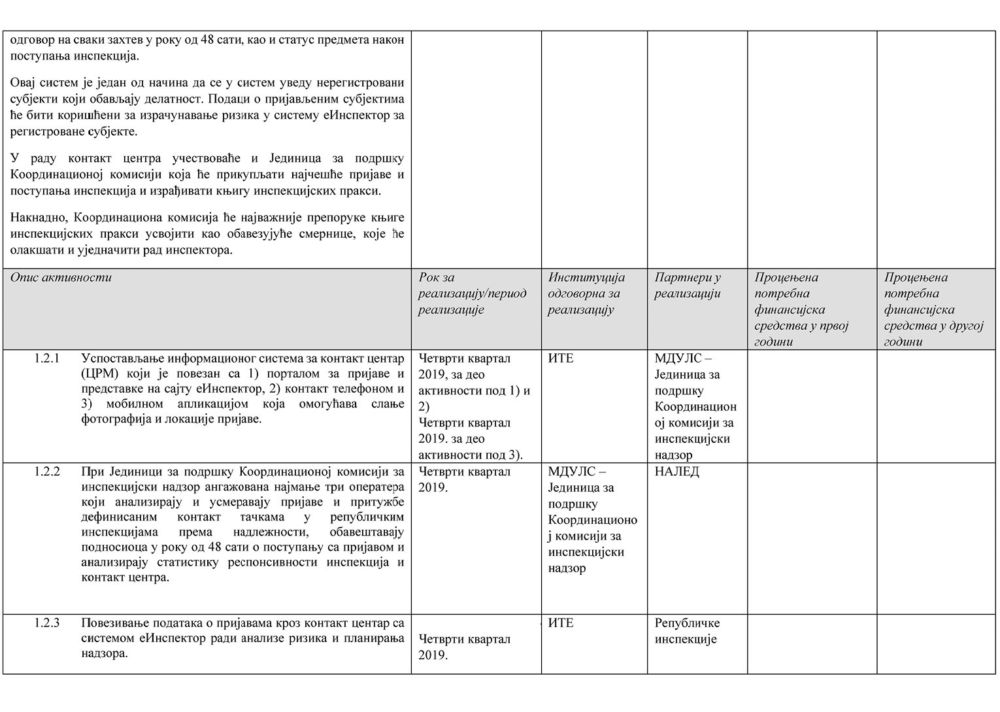 одговор на сваки захтев у року од 48 сати, као и статус предмета након
поступања инспекција.
Овај систем је један од начина да се у систем уведу нерегистровани
субјекти који обављају делатност. Подаци о пријављеним субјектима
ће бити коришћени за израчунавање ризика у систему еИнспектор за
регистроване субјекте.
У раду контакт центра учествоваће и Јединица за подршку
Координационој комисији која ће прикупљати најчешће пријаве и
поступања инспекција и израђивати књигу инспекцијских пракси.
Накнадно, Координациона комисија ће најважније препоруке књиге
инспекцијских пракси усвојити као обавезујуће смернице, које ће
олакшати и уједначити рад инспектора.
Опис активности
Рок за
реализацију/период
реализације
Институција
одговорна за
реализацију
Партнери у
реализацији
Процењена
потребна
финансијска
средства у првој
години
Процењена
потребна
финансијска
средства у другој
години
1.2.1 Успостављање информационог система за контакт центар
(ЦРМ) који је повезан са 1) порталом за пријаве и
представке на сајту еИнспектор, 2) контакт телефоном и
3) мобилном апликацијом која омогућава слање
фотографија и локације пријаве.
Четврти квартал
2019, за део
активности под 1) и
2)
Четврти квартал
2019. за део
активности под 3).
ИТЕ
МДУЛС –
Јединица за
подршку
Координацион
ој комисији за
инспекцијски
надзор
1.2.2 При Јединици за подршку Координационој комисији за
инспекцијски надзор ангажована најмање три оператера
који анализирају и усмеравају пријаве и притужбе
дефинисаним контакт тачкама у републичким
инспекцијама према надлежности, обавештавају
подносиоца у року од 48 сати о поступању са пријавом и
анализирају статистику респонсивности инспекција и
контакт центра.
Четврти квартал
2019.
МДУЛС –
Јединица за
подршку
Координационо
ј комисији за
инспекцијски
надзор
НАЛЕД
1.2.3 Повезивање података о пријавама кроз контакт центар са
системом еИнспектор ради анализе ризика и планирања
надзора.
Четврти квартал
2019.
ИТЕ
Републичке
инспекције